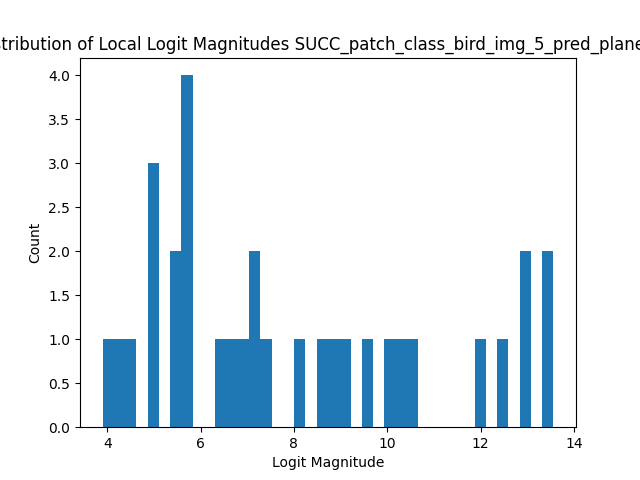 stribution of Local Logit Magnitudes SUCC_patch_class_bird_img_5_pred_plane
4.0
3.5
3.0
2.5
2.0
1.5
1.0
0.5
0.0
Count
4 6 8 10 12 14
Logit Magnitude